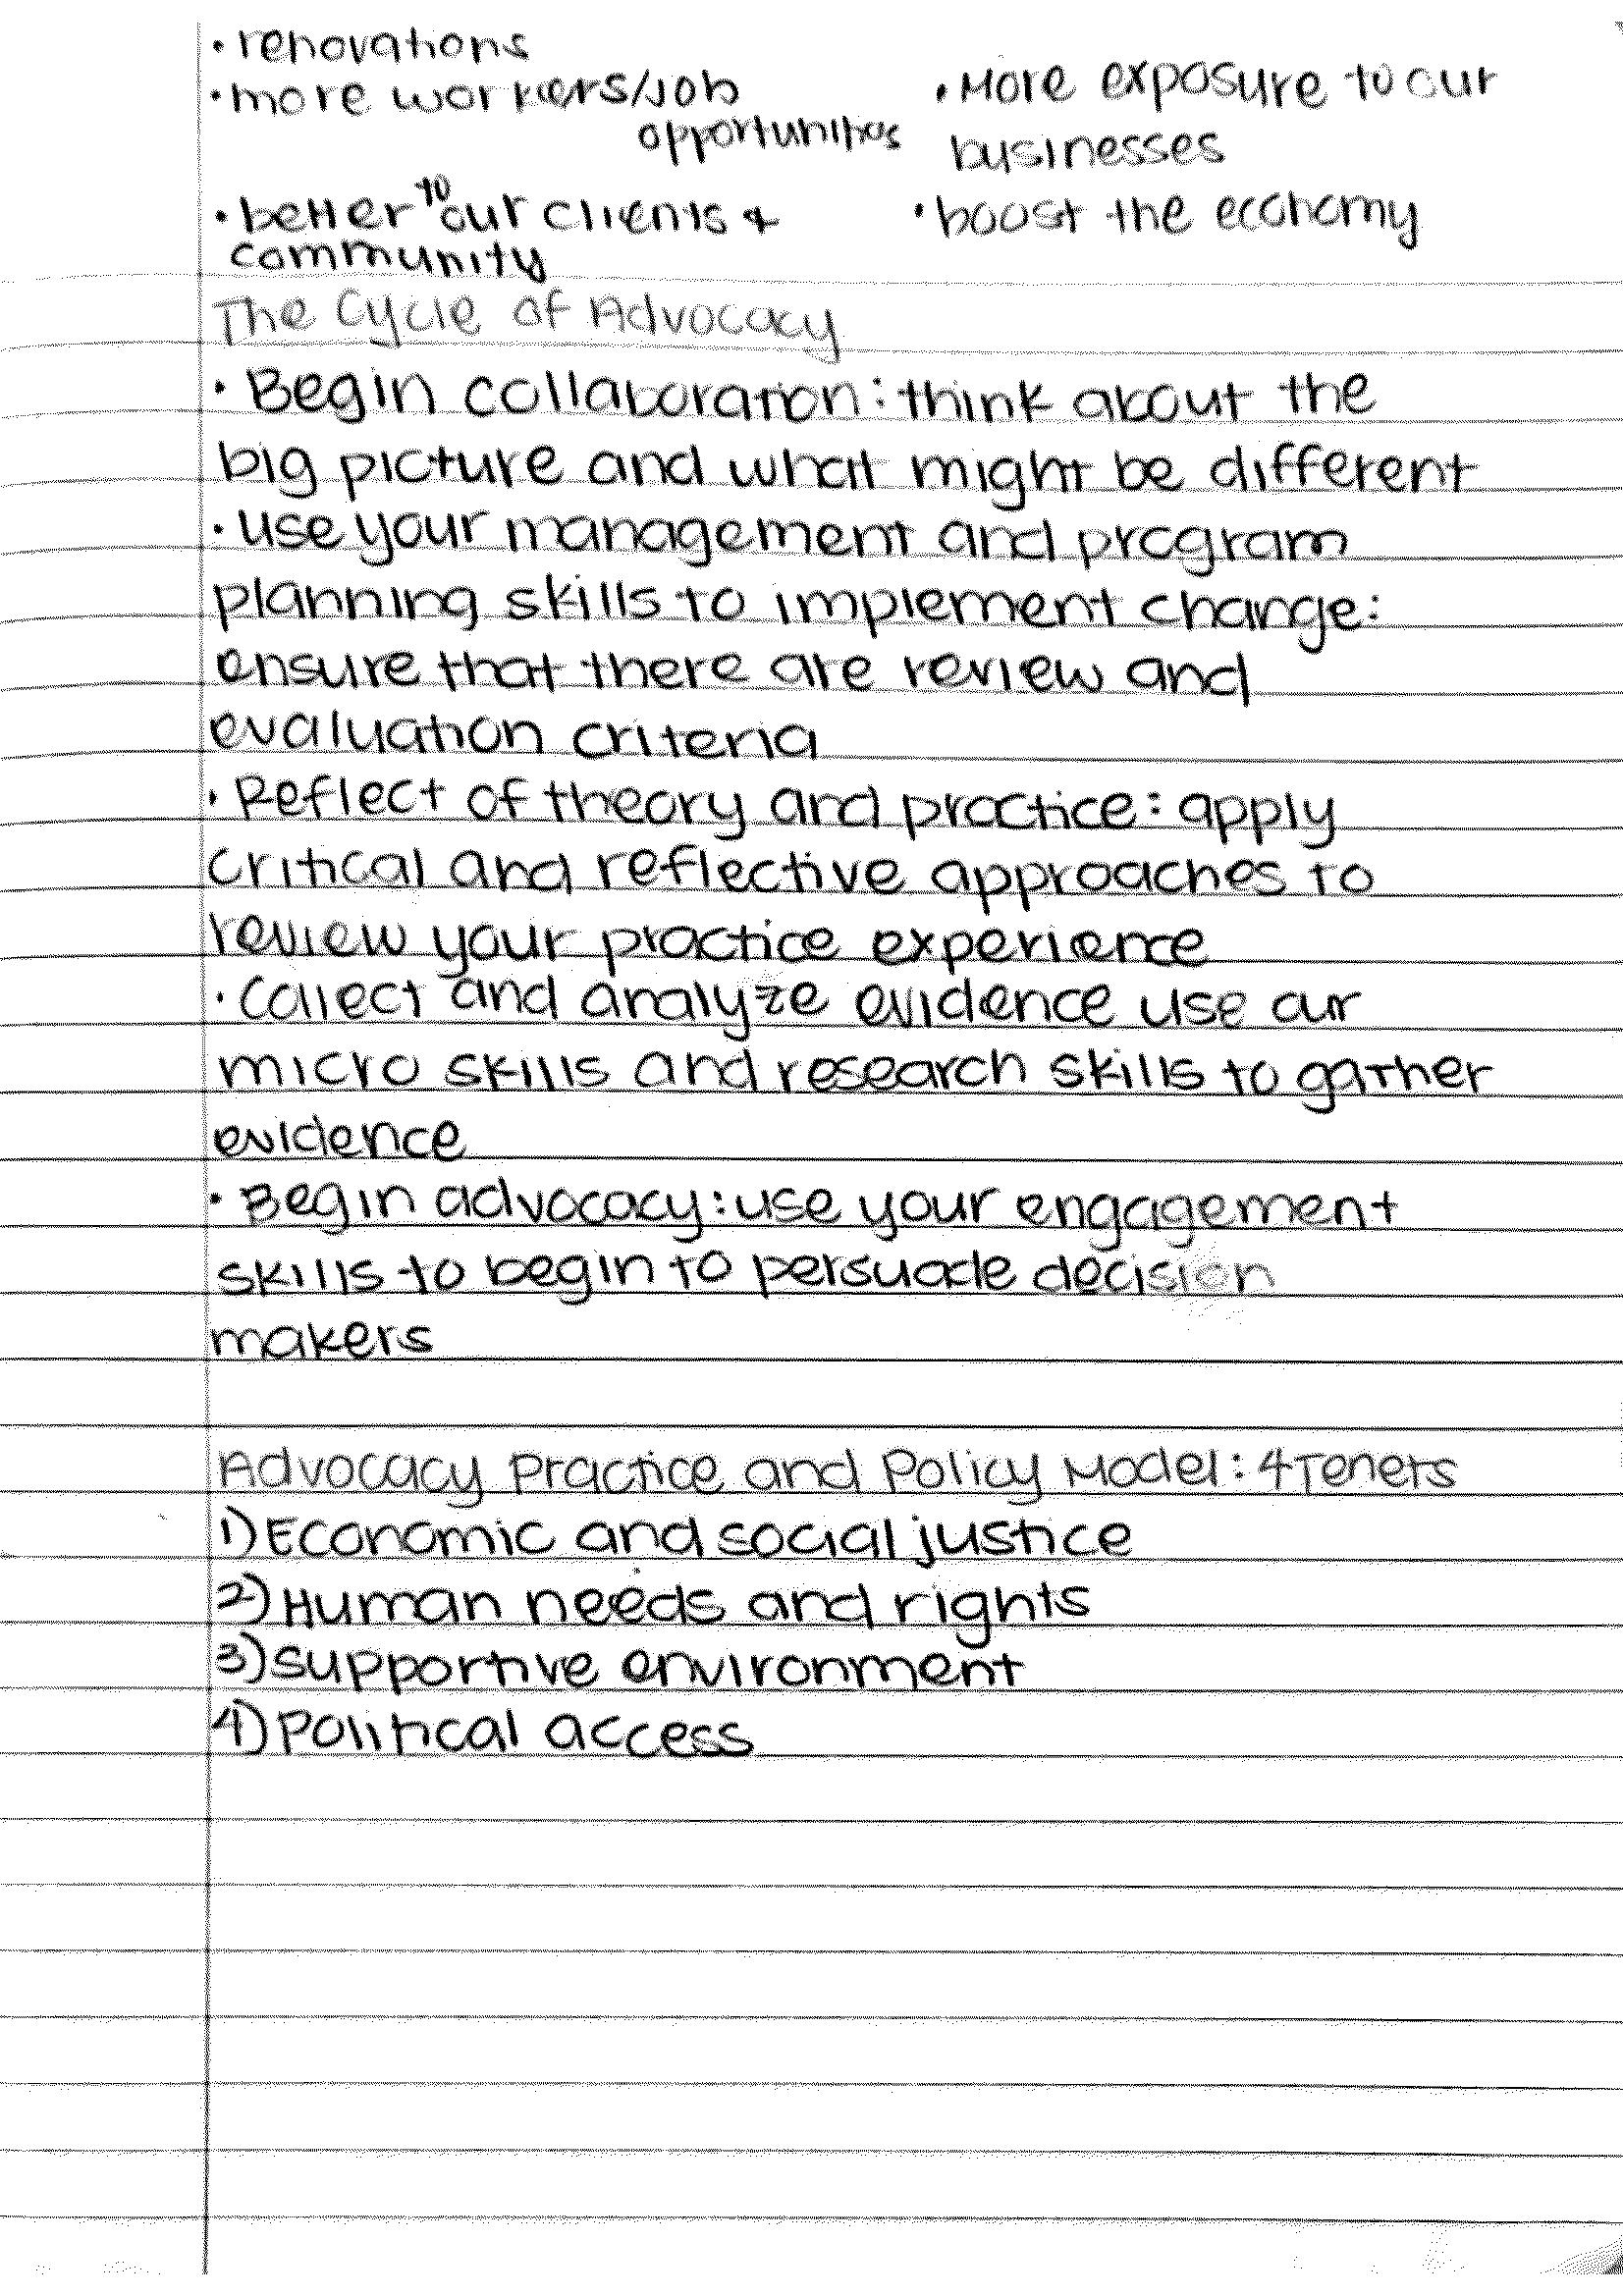 • renovations
• more workers/job
opportunities
• better to our clients +
community
• More exposure to our
businesses
• boost the economy
The Cycle of Advocacy
• Begin collaboration: think about the
big picture and what might be different
• use your management and program
planning skills to implement change:
ensure that there are review and
evaluation criteria
• Reflect of theory and practice: apply
critical and reflective approaches to
review your practice experience
• Collect and analyze evidence use our
micro skills and research skills to gather
evidence
• Begin advocacy: use your engagement
skills to begin to persuade decision
makers
Advocacy Practice and Policy Model: 4 Tenets
1) Economic and social justice
2) Human needs and rights
3) supportive environment
4) Political access